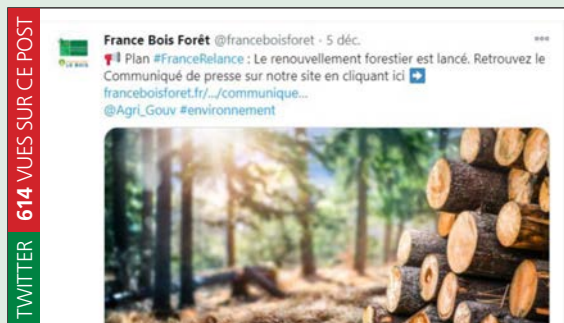 TWITTER 614 VUES SUR CE POST
France Bois Forêt @franceboisforet · 5 déc.
Plan #FranceRelance : Le renouvellement forestier est lancé. Retrouvez le
Communiqué de presse sur notre site en cliquant ici
franceboisforet.fr/.../communique...
@Agri_Gouv #environnement